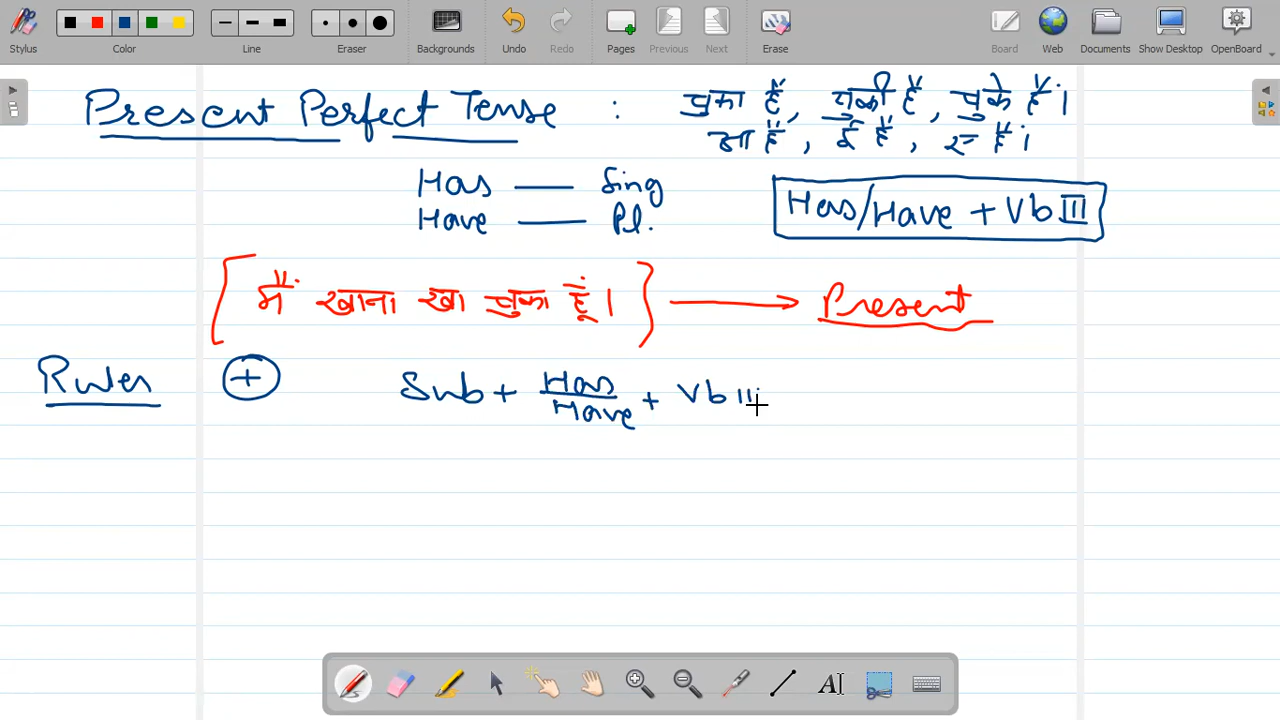 Stylus Color Line Eraser Backgrounds Undo Redo Pages Previous Next Erase Board Web Documents Show Desktop OpenBoard
Present Perfect Tense : चुका है, चुकी है, चुके हैं।
आ है, ई है, ए हैं।
Has — Sing
Have — Pl.
Has/Have + Vb III
[मैं खाना खा चुका हूं।] → Present
Rules + Sub + Has/Have + Vb III
AI